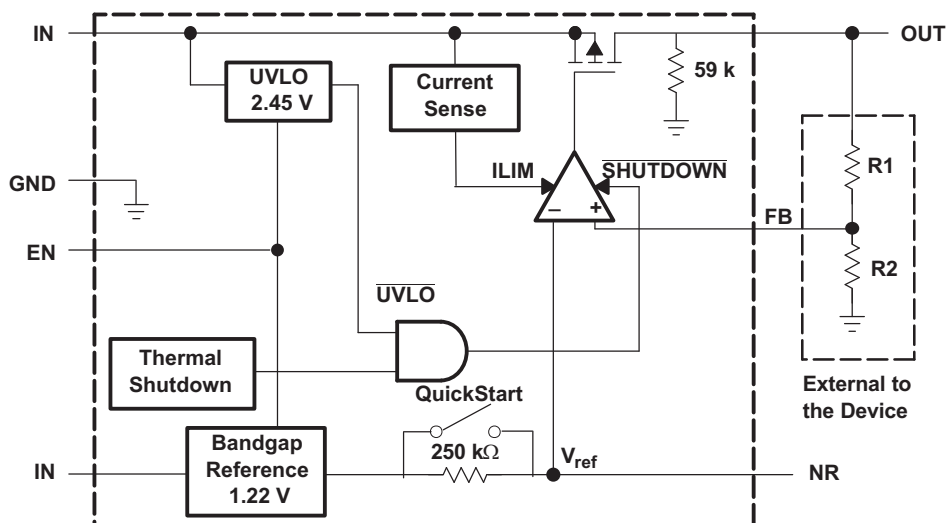 IN
OUT
UVLO
2.45 V
Current
Sense
59 k
GND
ILIM
SHUTDOWN
R1
− +
FB
EN
R2
UVLO
Thermal
Shutdown
QuickStart
External to
the Device
250 kΩ
IN
Bandgap
Reference
1.22 V
Vref
NR